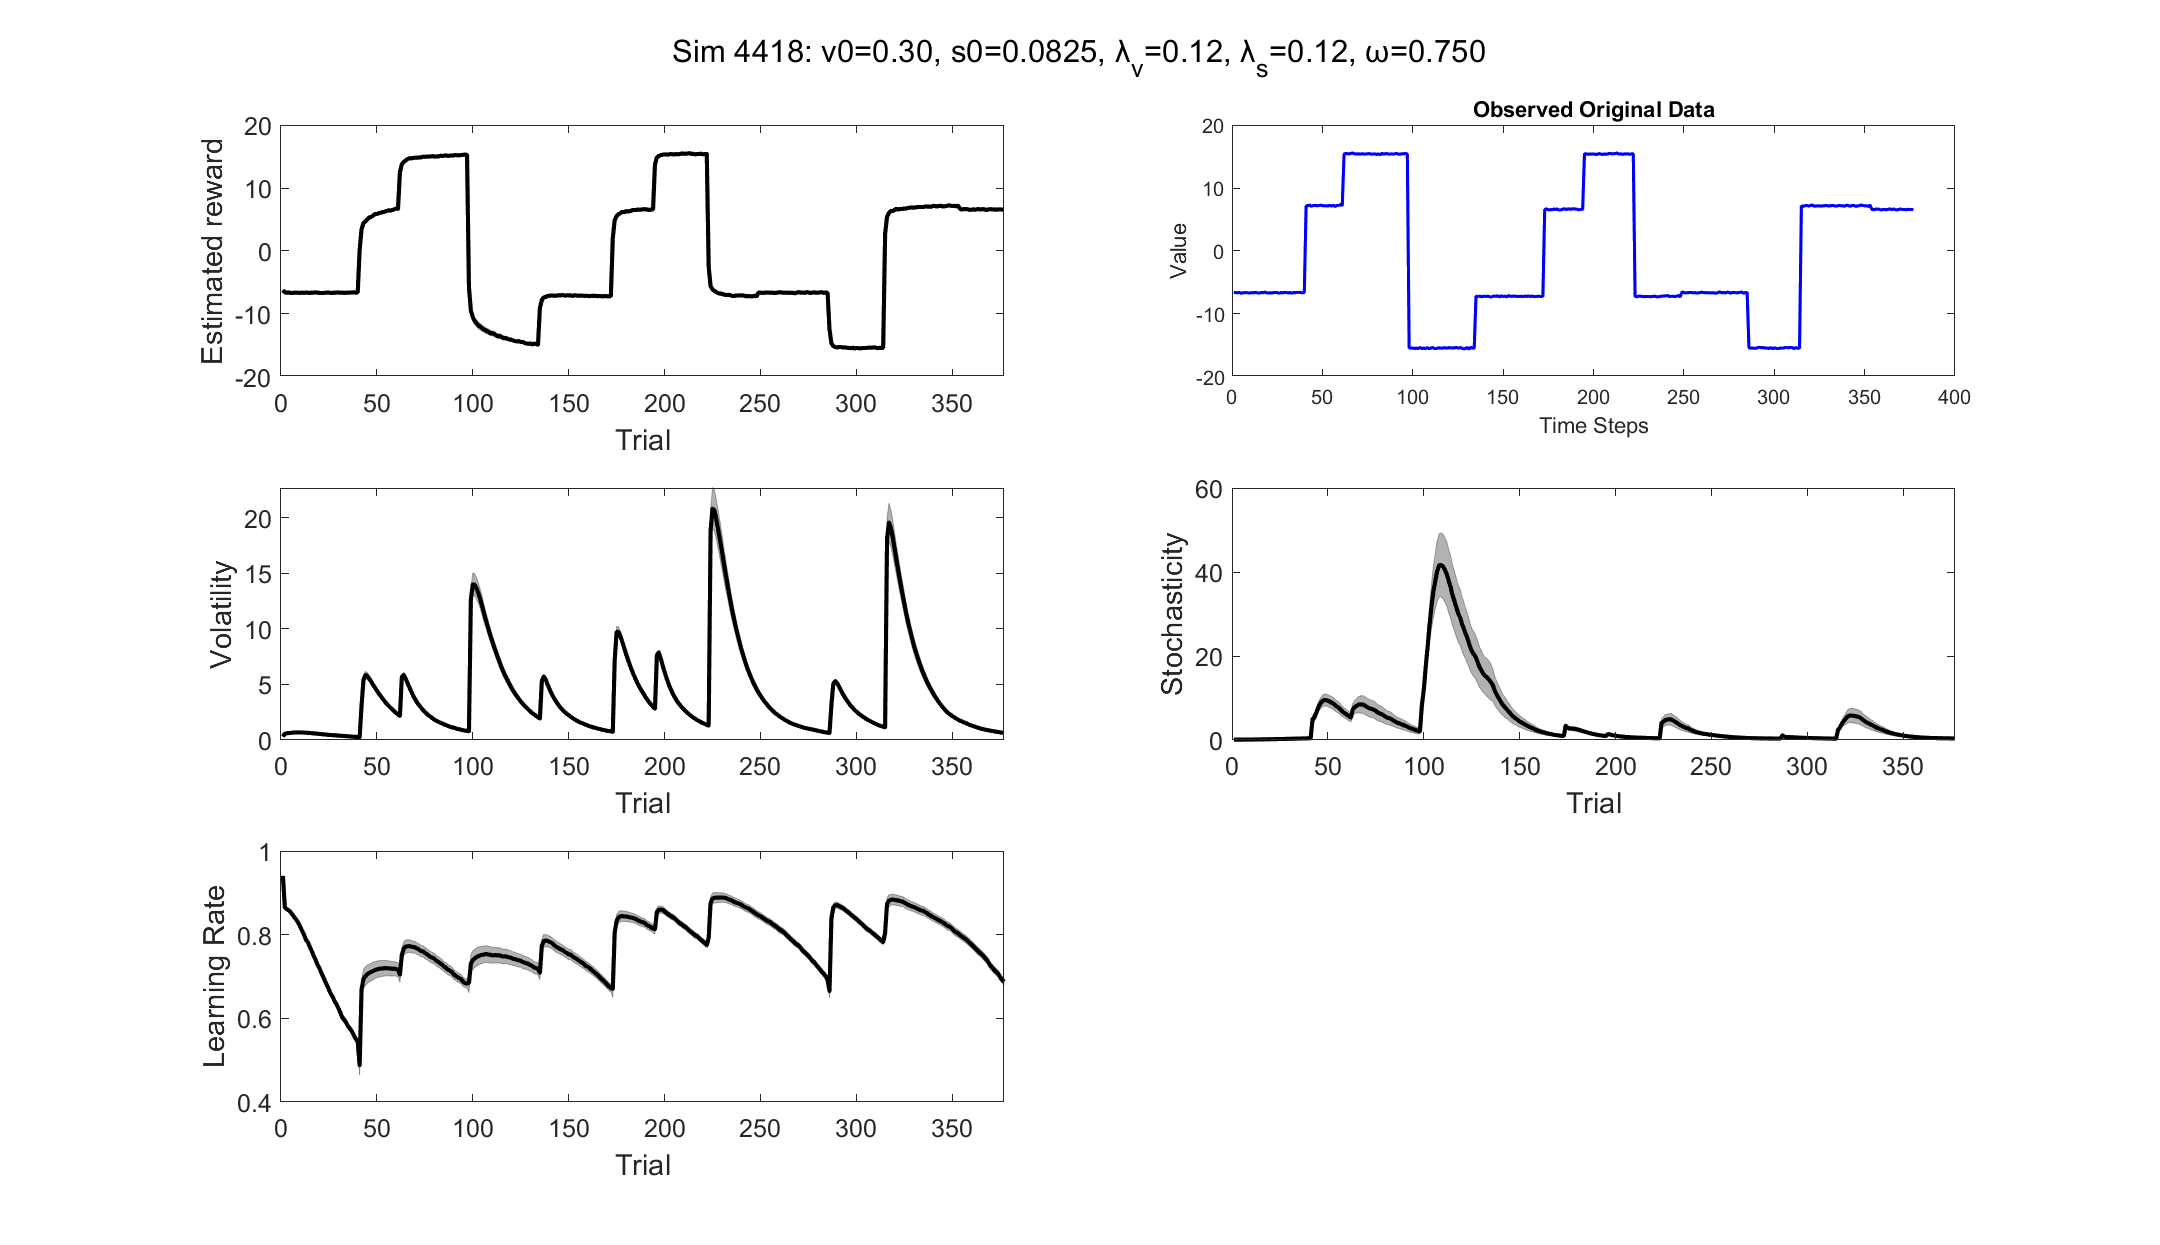 Sim 4418: v0=0.30, s0=0.0825, λv=0.12, λs=0.12, ω=0.750
Estimated reward
20
10
0
-10
-20
0 50 100 150 200 250 300 350
Trial
Observed Original Data
Value
20
10
0
-10
-20
0 50 100 150 200 250 300 350 400
Time Steps
Volatility
20
15
10
5
0
0 50 100 150 200 250 300 350
Trial
Stochasticity
60
40
20
0
0 50 100 150 200 250 300 350
Trial
Learning Rate
1
0.8
0.6
0.4
0 50 100 150 200 250 300 350
Trial